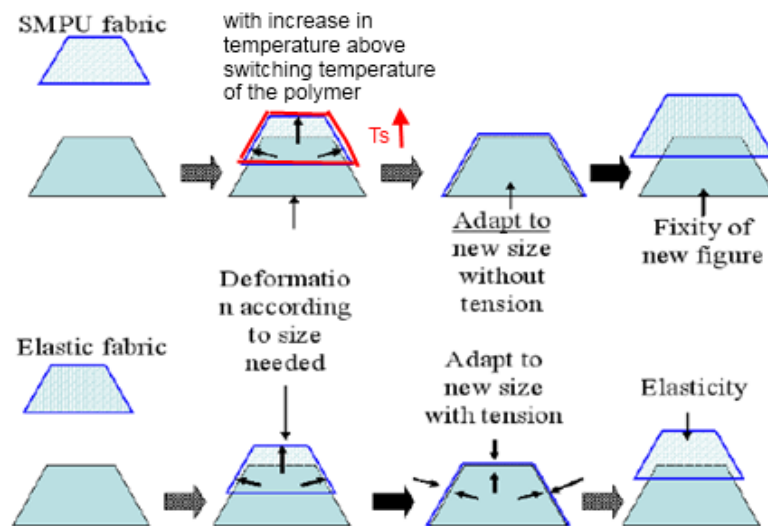 SMPU fabric
with increase in
temperature above
switching temperature
of the polymer
Ts
Adapt to
new size
without
tension
Fixity of
new figure
Deformatio
n according
to size
needed
Elastic fabric
Adapt to
new size
with tension
Elasticity